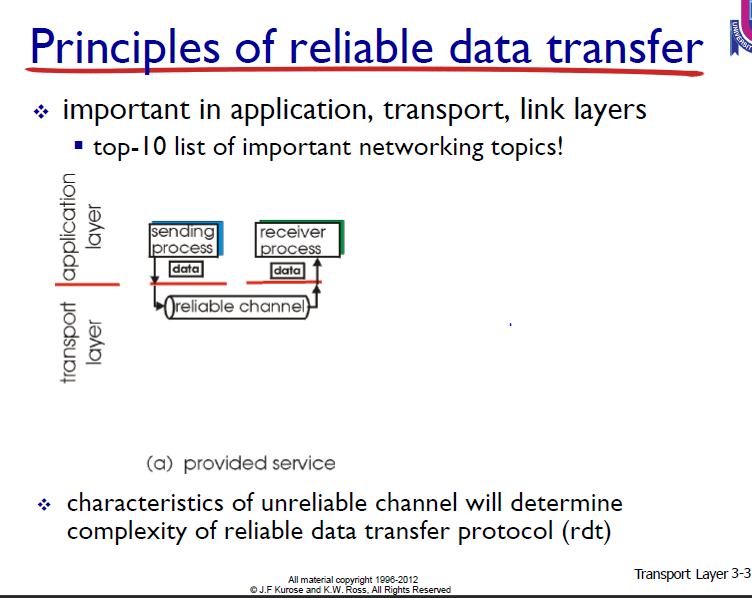 Principles of reliable data transfer
important in application, transport, link layers
top-10 list of important networking topics!
application
layer
sending
process
receiver
process
data
data
reliable channel
transport
layer
(a) provided service
characteristics of unreliable channel will determine
complexity of reliable data transfer protocol (rdt)
All material copyright 1996-2012
© J.F Kurose and K.W. Ross, All Rights Reserved
Transport Layer 3-3